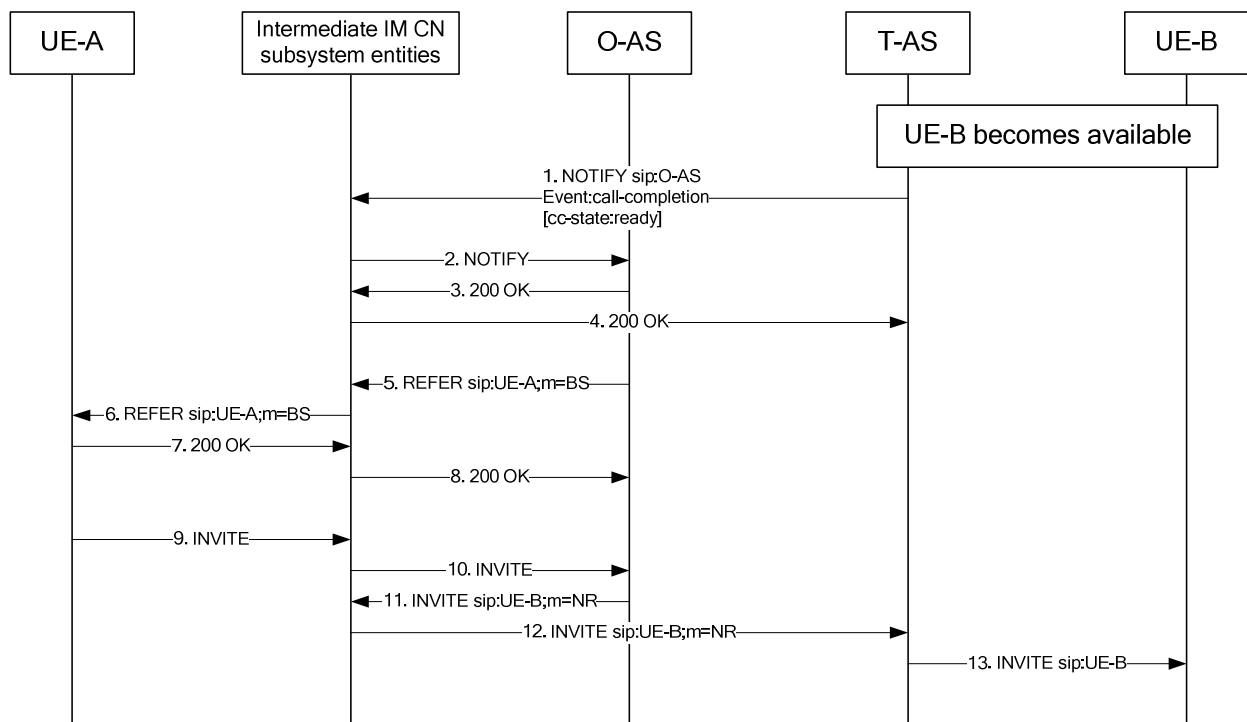 UE-A
Intermediate IM CN
subsystem entities
O-AS
T-AS
UE-B
UE-B becomes available
1. NOTIFY sip:O-AS
Event:call-completion
[cc-state:ready]
2. NOTIFY
3. 200 OK
4. 200 OK
5. REFER sip:UE-A;m=BS
6. REFER sip:UE-A;m=BS
7. 200 OK
8. 200 OK
9. INVITE
10. INVITE
11. INVITE sip:UE-B;m=NR
12. INVITE sip:UE-B;m=NR
13. INVITE sip:UE-B